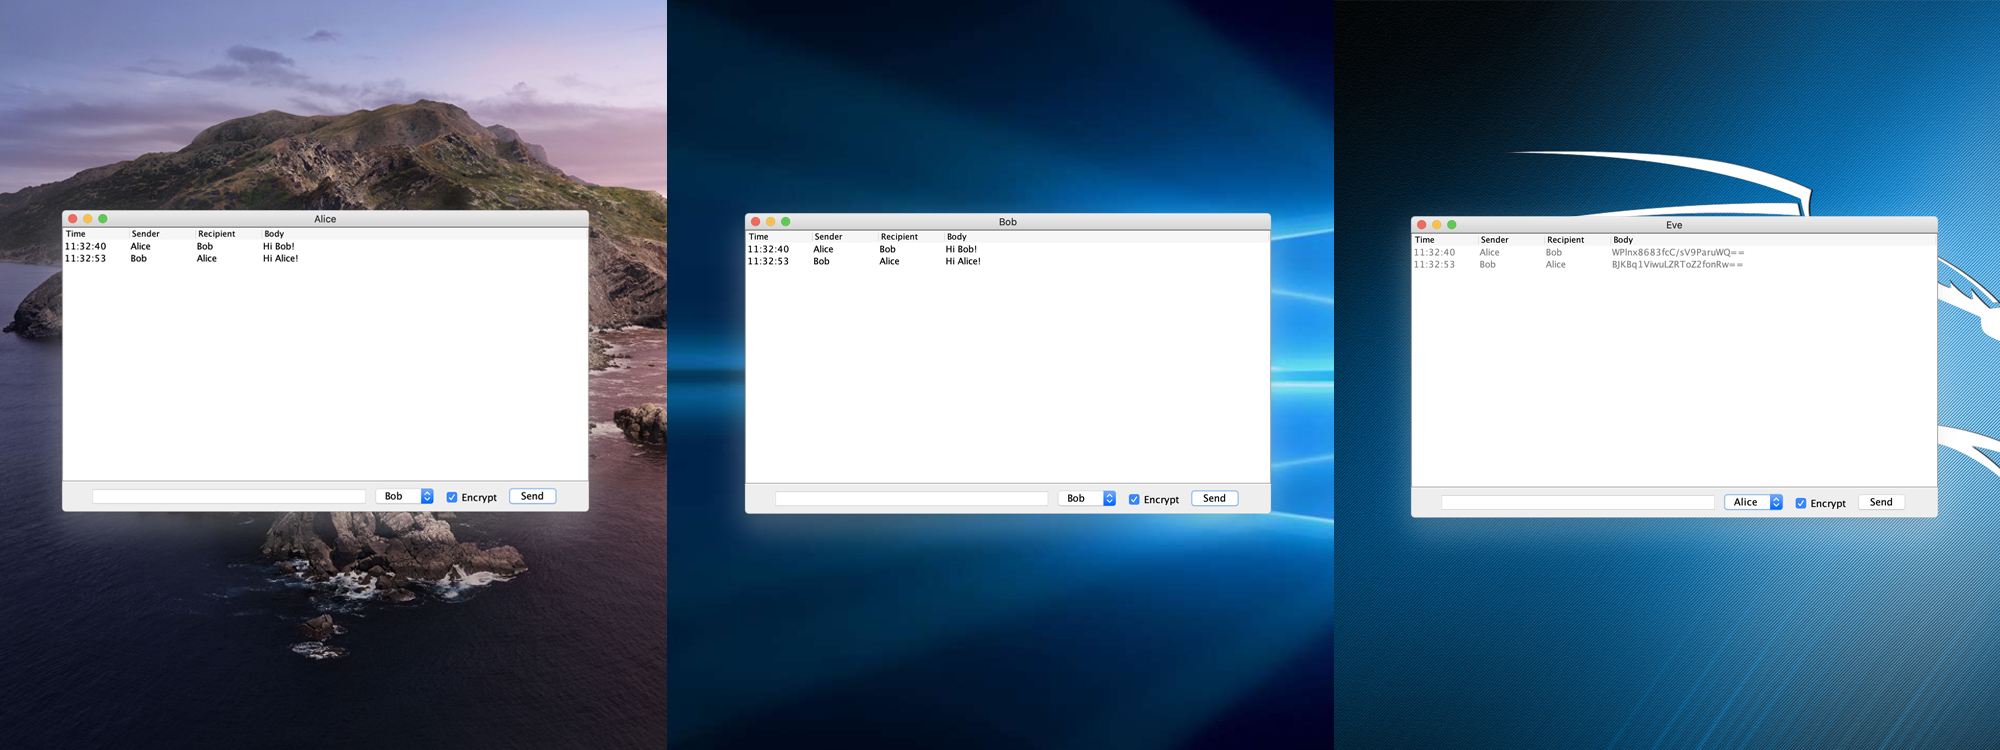 Alice
Time Sender Recipient Body
11:32:40 Alice Bob Hi Bob!
11:32:53 Bob Alice Hi Alice!
Bob Encrypt Send
Bob
Time Sender Recipient Body
11:32:40 Alice Bob Hi Bob!
11:32:53 Bob Alice Hi Alice!
Bob Encrypt Send
Eve
Time Sender Recipient Body
11:32:40 Alice Bob WPlnx8683fcC/sV9ParuWQ==
11:32:53 Bob Alice BJKBq1ViwuLZRToZ2fonRw==
Alice Encrypt Send